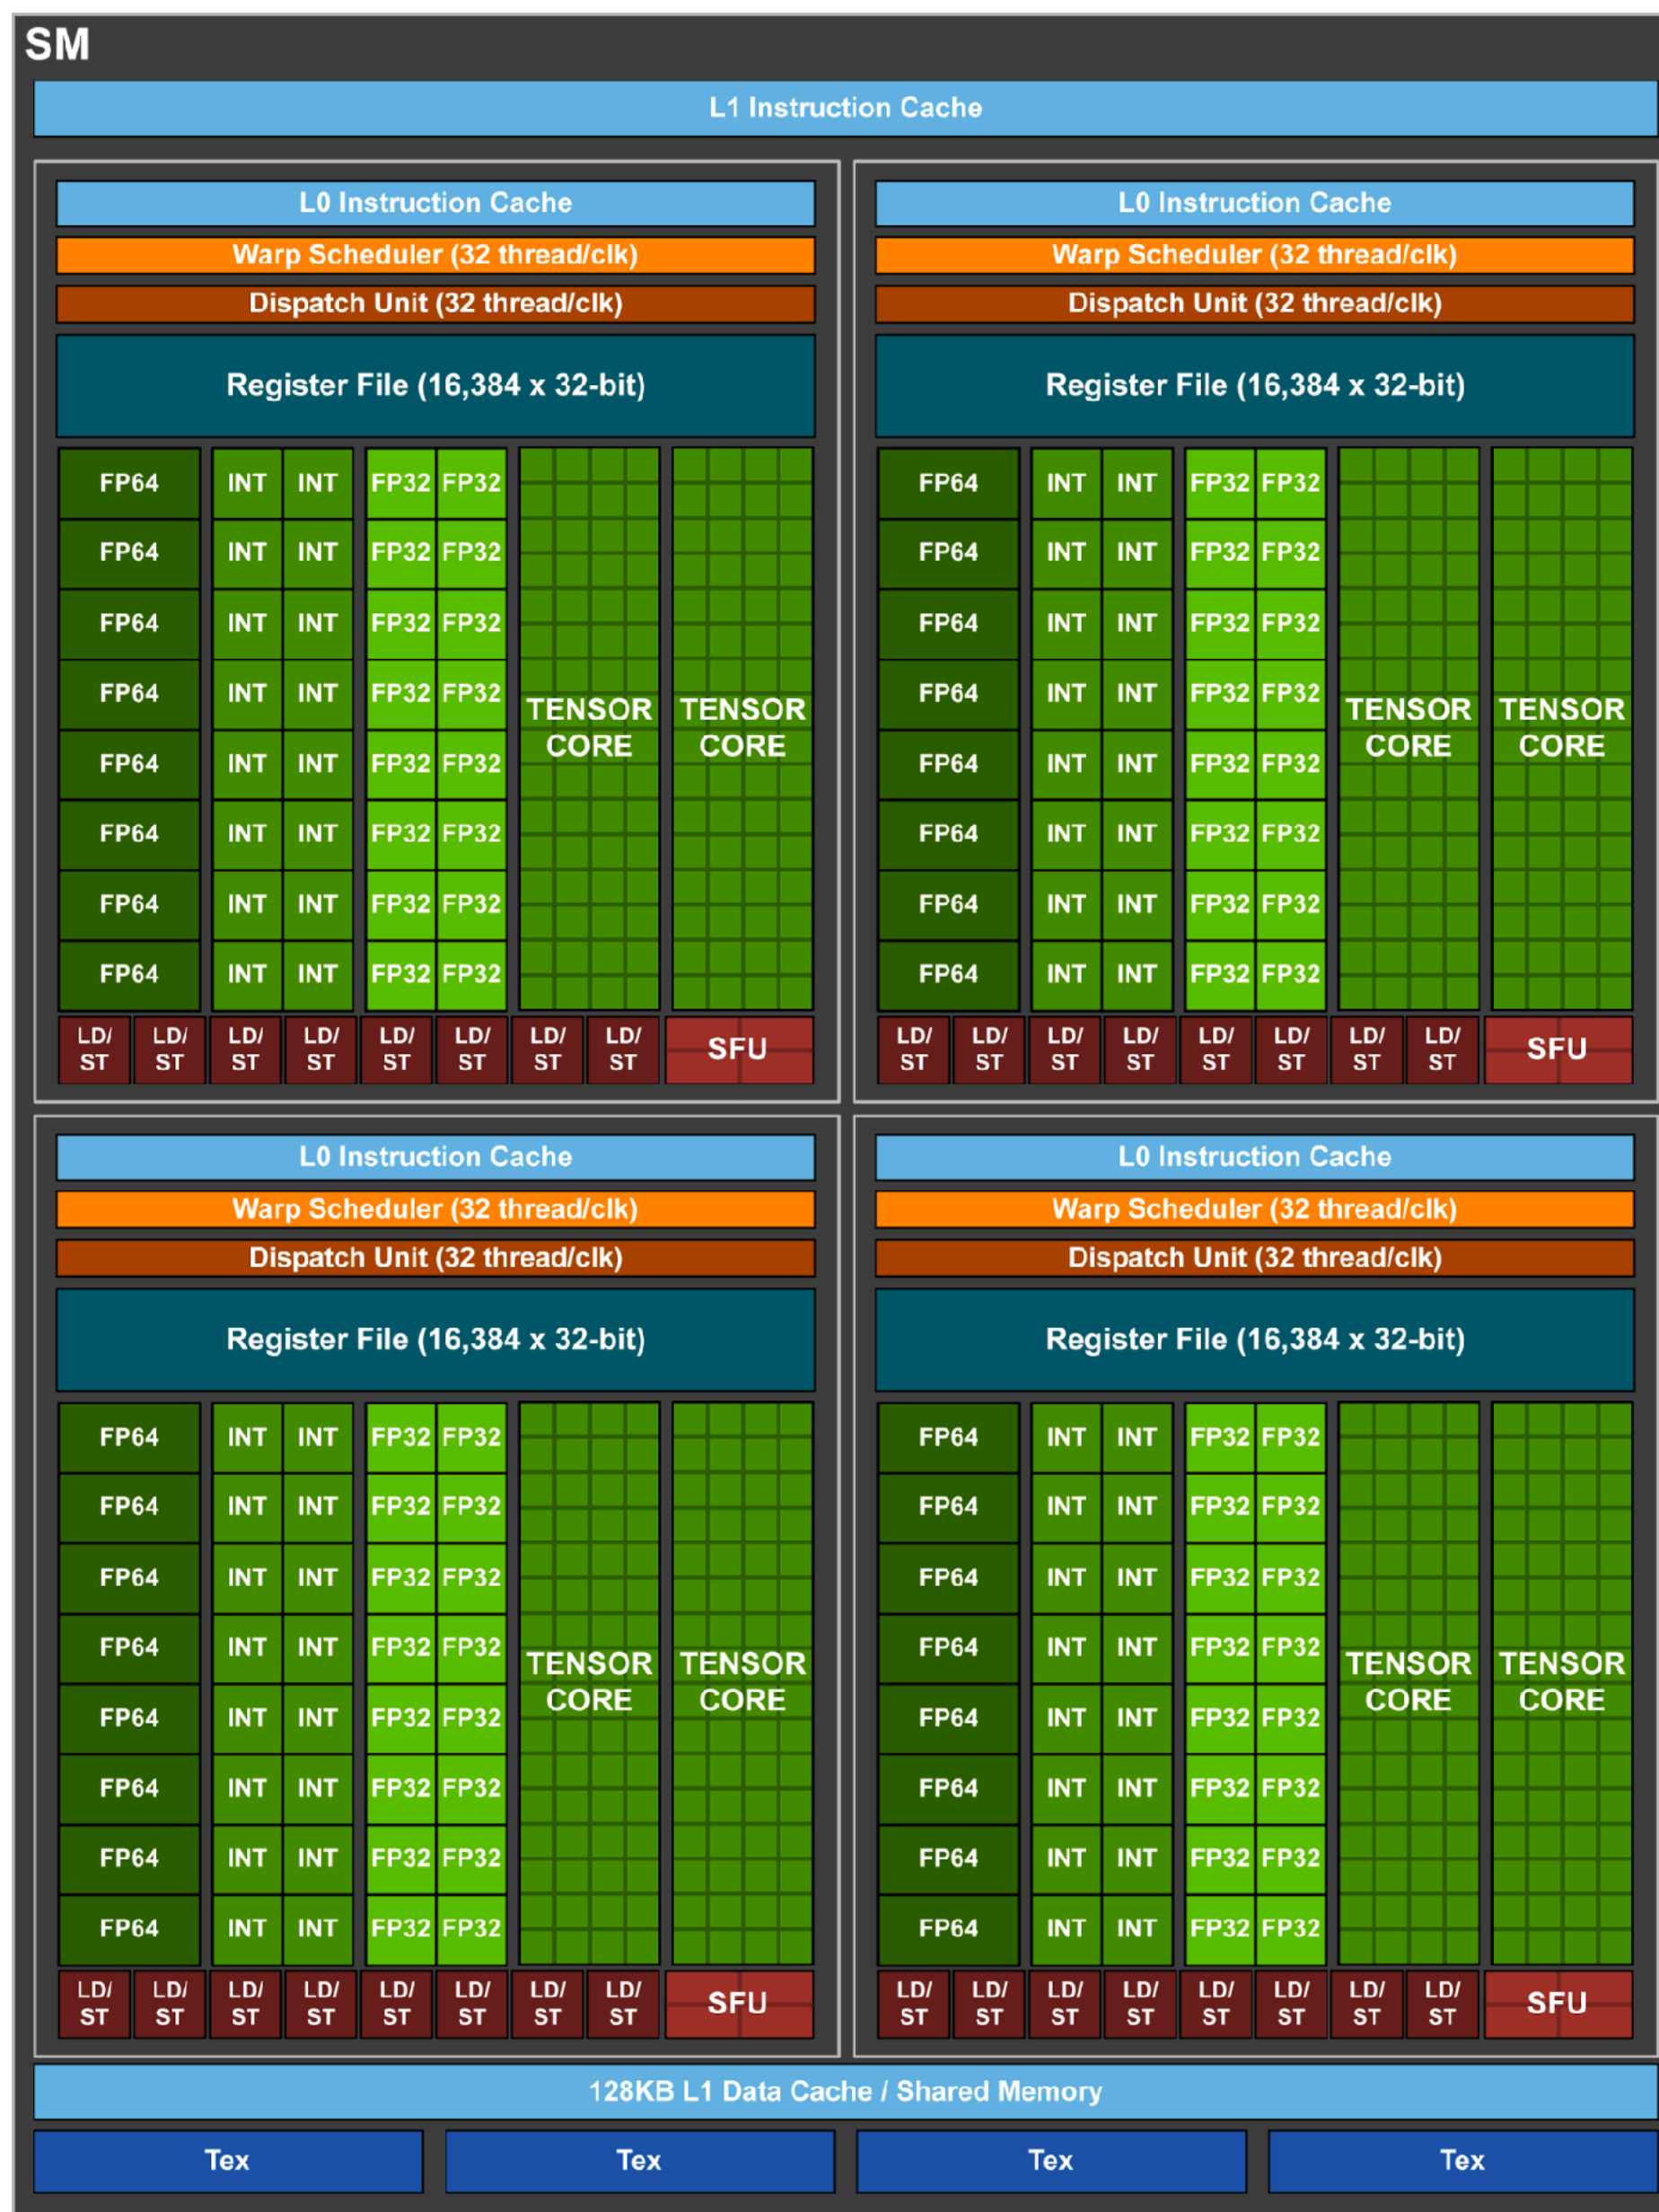 SM
L1 Instruction Cache
L0 Instruction Cache
Warp Scheduler (32 thread/clk)
Dispatch Unit (32 thread/clk)
Register File (16,384 x 32-bit)
FP64 INT INT FP32 FP32
FP64 INT INT FP32 FP32
FP64 INT INT FP32 FP32
FP64 INT INT FP32 FP32
FP64 INT INT FP32 FP32
FP64 INT INT FP32 FP32
FP64 INT INT FP32 FP32
FP64 INT INT FP32 FP32
TENSOR CORE
TENSOR CORE
LD/ST LD/ST LD/ST LD/ST LD/ST LD/ST LD/ST LD/ST SFU
L0 Instruction Cache
Warp Scheduler (32 thread/clk)
Dispatch Unit (32 thread/clk)
Register File (16,384 x 32-bit)
FP64 INT INT FP32 FP32
FP64 INT INT FP32 FP32
FP64 INT INT FP32 FP32
FP64 INT INT FP32 FP32
FP64 INT INT FP32 FP32
FP64 INT INT FP32 FP32
FP64 INT INT FP32 FP32
FP64 INT INT FP32 FP32
TENSOR CORE
TENSOR CORE
LD/ST LD/ST LD/ST LD/ST LD/ST LD/ST LD/ST LD/ST SFU
L0 Instruction Cache
Warp Scheduler (32 thread/clk)
Dispatch Unit (32 thread/clk)
Register File (16,384 x 32-bit)
FP64 INT INT FP32 FP32
FP64 INT INT FP32 FP32
FP64 INT INT FP32 FP32
FP64 INT INT FP32 FP32
FP64 INT INT FP32 FP32
FP64 INT INT FP32 FP32
FP64 INT INT FP32 FP32
FP64 INT INT FP32 FP32
TENSOR CORE
TENSOR CORE
LD/ST LD/ST LD/ST LD/ST LD/ST LD/ST LD/ST LD/ST SFU
L0 Instruction Cache
Warp Scheduler (32 thread/clk)
Dispatch Unit (32 thread/clk)
Register File (16,384 x 32-bit)
FP64 INT INT FP32 FP32
FP64 INT INT FP32 FP32
FP64 INT INT FP32 FP32
FP64 INT INT FP32 FP32
FP64 INT INT FP32 FP32
FP64 INT INT FP32 FP32
FP64 INT INT FP32 FP32
FP64 INT INT FP32 FP32
TENSOR CORE
TENSOR CORE
LD/ST LD/ST LD/ST LD/ST LD/ST LD/ST LD/ST LD/ST SFU
128KB L1 Data Cache / Shared Memory
Tex Tex Tex Tex